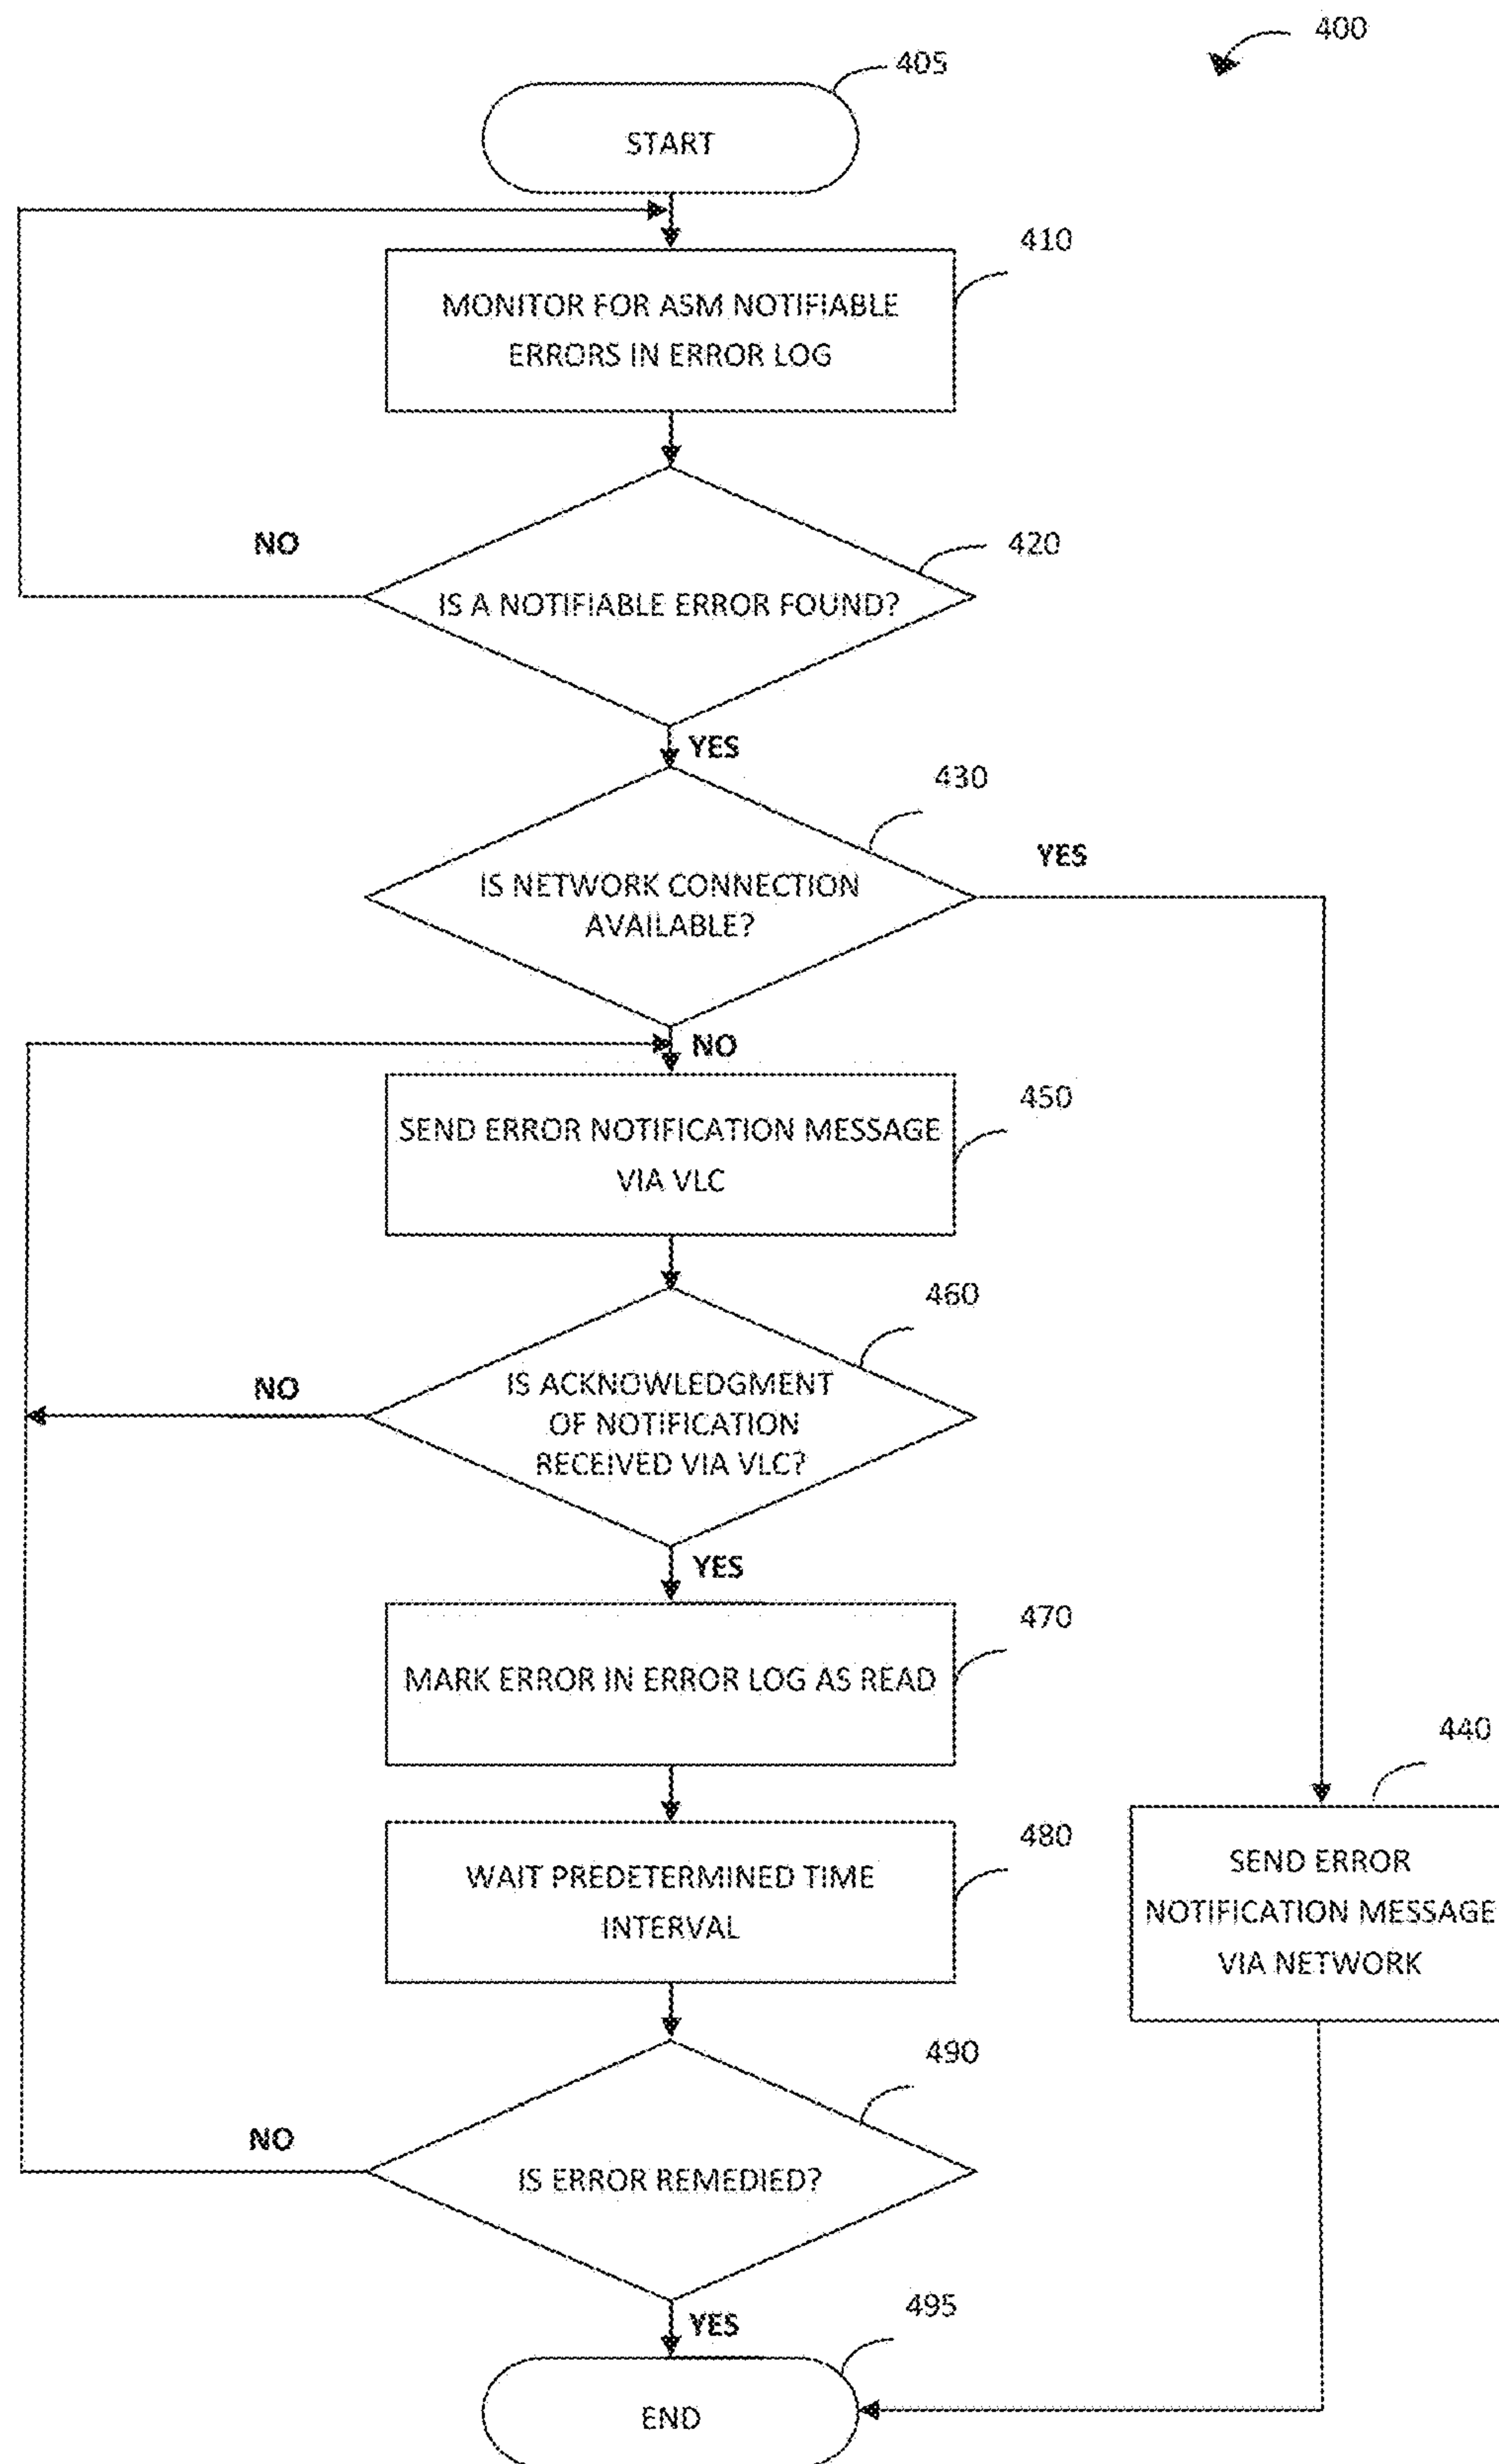 400
405
START
410
MONITOR FOR ASM NOTIFIABLE
ERRORS IN ERROR LOG
NO
420
IS A NOTIFIABLE ERROR FOUND?
YES
430
YES
IS NETWORK CONNECTION
AVAILABLE?
NO
450
SEND ERROR NOTIFICATION MESSAGE
VIA VLC
460
NO
IS ACKNOWLEDGMENT
OF NOTIFICATION
RECEIVED VIA VLC?
YES
470
MARK ERROR IN ERROR LOG AS READ
440
480
WAIT PREDETERMINED TIME
INTERVAL
SEND ERROR
NOTIFICATION MESSAGE
VIA NETWORK
490
NO
IS ERROR REMEDIED?
YES
495
END